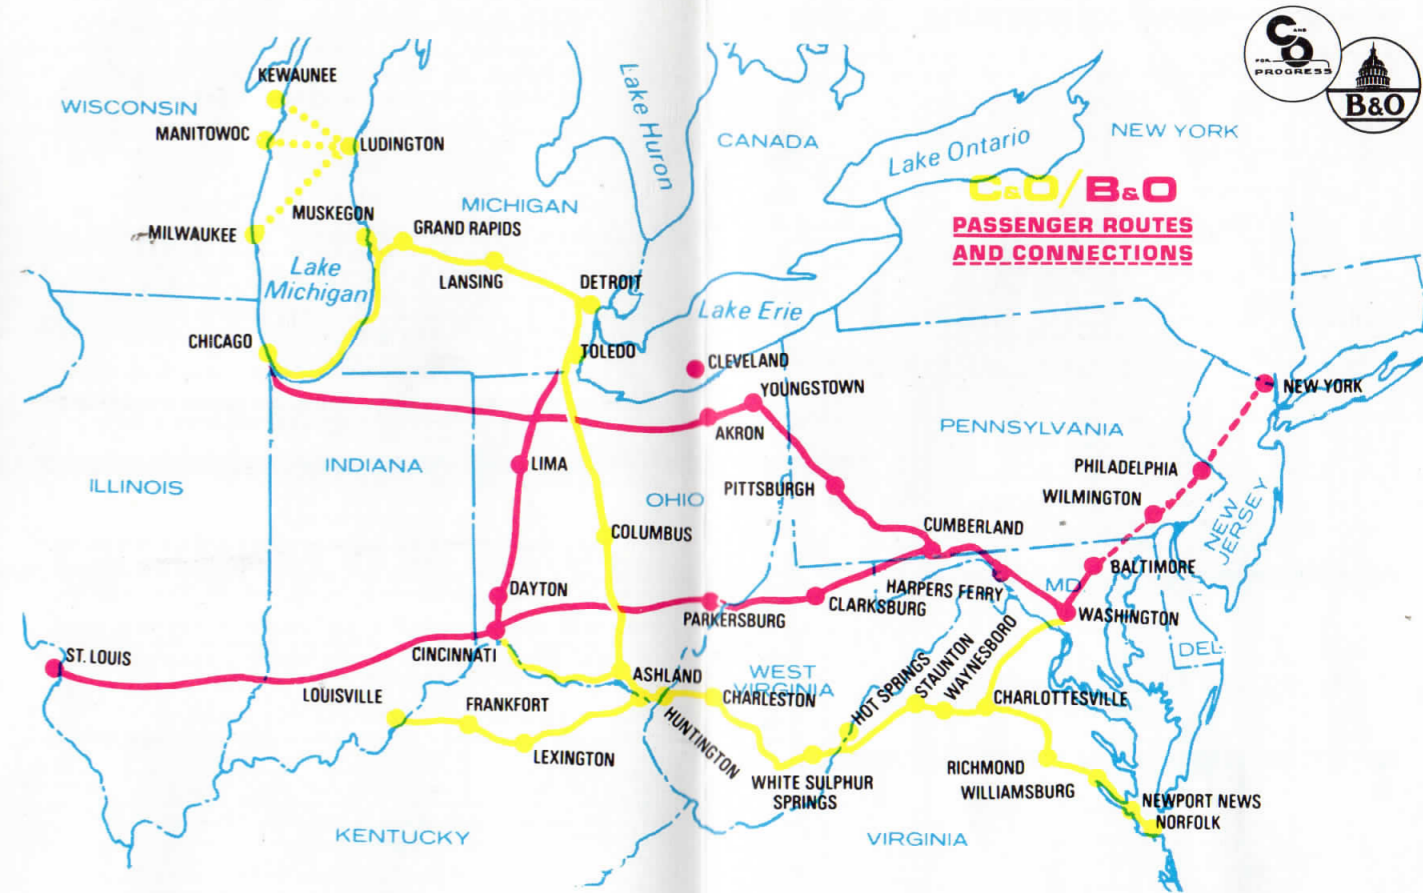 C AND O
FOR PROGRESS
B&O
KEWAUNEE
WISCONSIN
MANITOWOC
LUDINGTON
MILWAUKEE
MUSKEGON
MICHIGAN
GRAND RAPIDS
LANSING
Lake
Michigan
Lake Huron
CANADA
Lake Ontario
NEW YORK
C&O/B&O
PASSENGER ROUTES
AND CONNECTIONS
DETROIT
Lake Erie
CHICAGO
TOLEDO
CLEVELAND
YOUNGSTOWN
AKRON
NEW YORK
PENNSYLVANIA
INDIANA
LIMA
ILLINOIS
OHIO
PITTSBURGH
PHILADELPHIA
WILMINGTON
NEW
JERSEY
COLUMBUS
CUMBERLAND
BALTIMORE
DAYTON
HARPERS FERRY
MD.
CLARKSBURG
PARKERSBURG
WASHINGTON
CINCINNATI
ST. LOUIS
ASHLAND
WEST
VIRGINIA
HOT SPRINGS
STAUNTON
WAYNESBORO
DEL.
LOUISVILLE
FRANKFORT
CHARLESTON
CHARLOTTESVILLE
HUNTINGTON
LEXINGTON
WHITE SULPHUR
SPRINGS
RICHMOND
WILLIAMSBURG
NEWPORT NEWS
NORFOLK
KENTUCKY
VIRGINIA